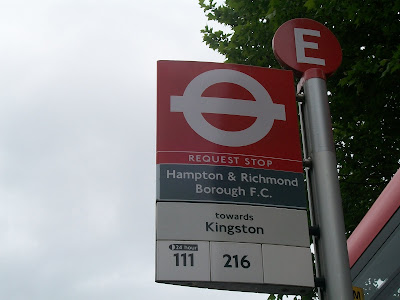 E
REQUEST STOP
Hampton & Richmond
Borough F.C.
towards
Kingston
24 hour
111 216
M